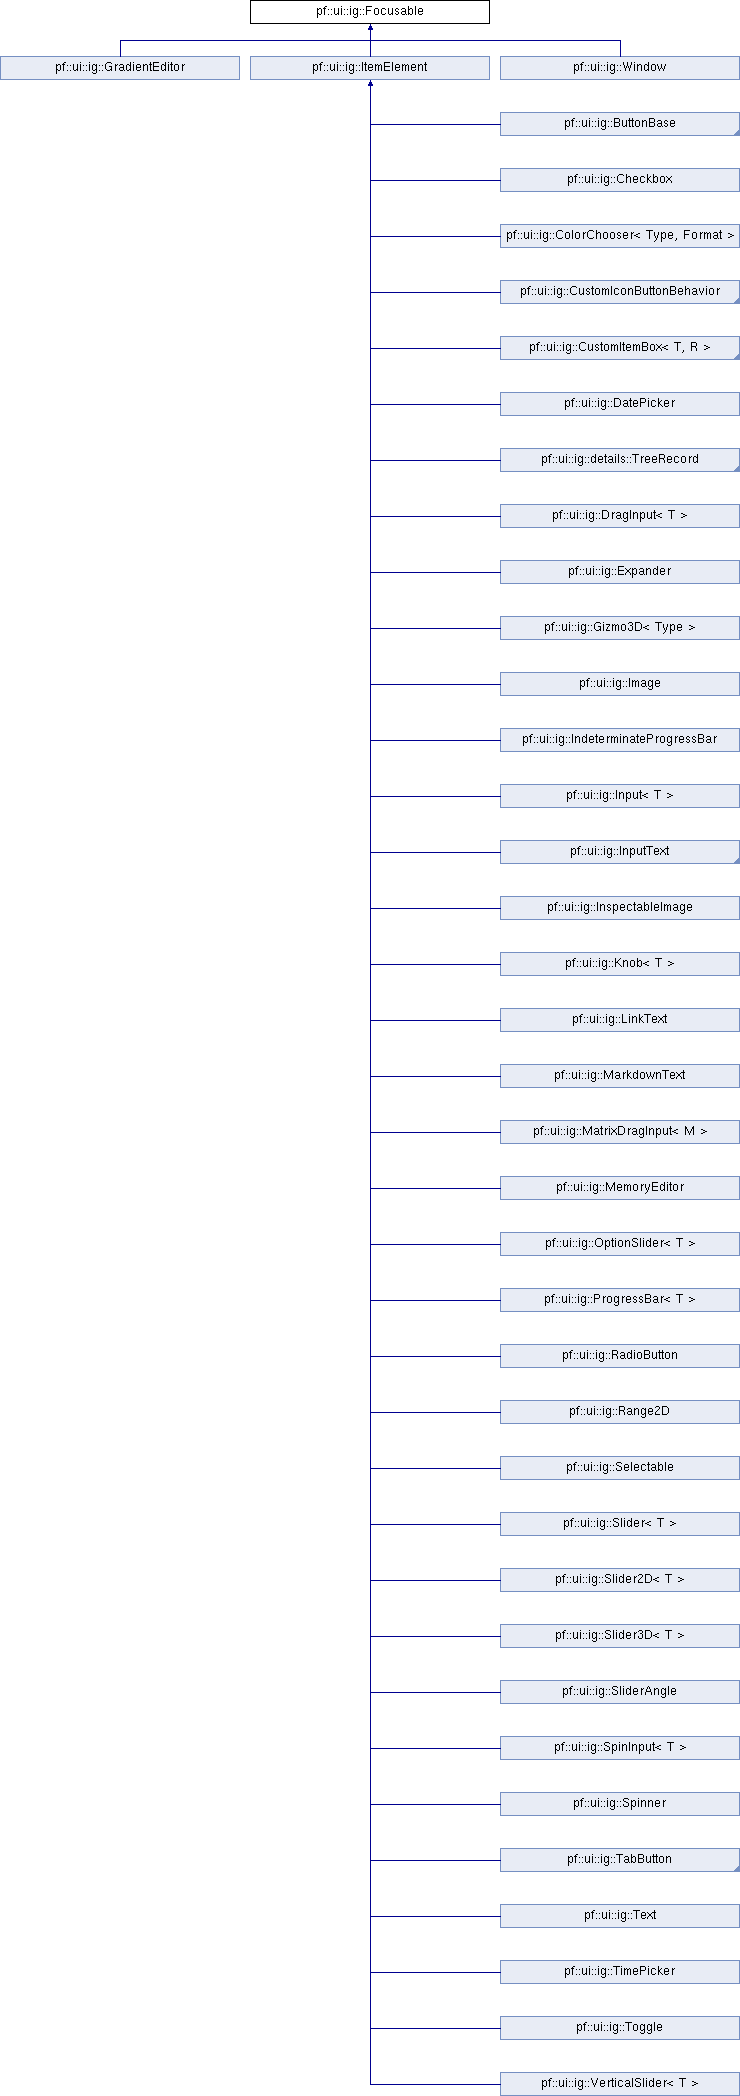 pf::ui::ig::Focusable
pf::ui::ig::GradientEditor
pf::ui::ig::ItemElement
pf::ui::ig::Window
pf::ui::ig::ButtonBase
pf::ui::ig::Checkbox
pf::ui::ig::ColorChooser< Type, Format >
pf::ui::ig::CustomIconButtonBehavior
pf::ui::ig::CustomItemBox< T, R >
pf::ui::ig::DatePicker
pf::ui::ig::details::TreeRecord
pf::ui::ig::DragInput< T >
pf::ui::ig::Expander
pf::ui::ig::Gizmo3D< Type >
pf::ui::ig::Image
pf::ui::ig::IndeterminateProgressBar
pf::ui::ig::Input< T >
pf::ui::ig::InputText
pf::ui::ig::InspectableImage
pf::ui::ig::Knob< T >
pf::ui::ig::LinkText
pf::ui::ig::MarkdownText
pf::ui::ig::MatrixDragInput< M >
pf::ui::ig::MemoryEditor
pf::ui::ig::OptionSlider< T >
pf::ui::ig::ProgressBar< T >
pf::ui::ig::RadioButton
pf::ui::ig::Range2D
pf::ui::ig::Selectable
pf::ui::ig::Slider< T >
pf::ui::ig::Slider2D< T >
pf::ui::ig::Slider3D< T >
pf::ui::ig::SliderAngle
pf::ui::ig::SpinInput< T >
pf::ui::ig::Spinner
pf::ui::ig::TabButton
pf::ui::ig::Text
pf::ui::ig::TimePicker
pf::ui::ig::Toggle
pf::ui::ig::VerticalSlider< T >